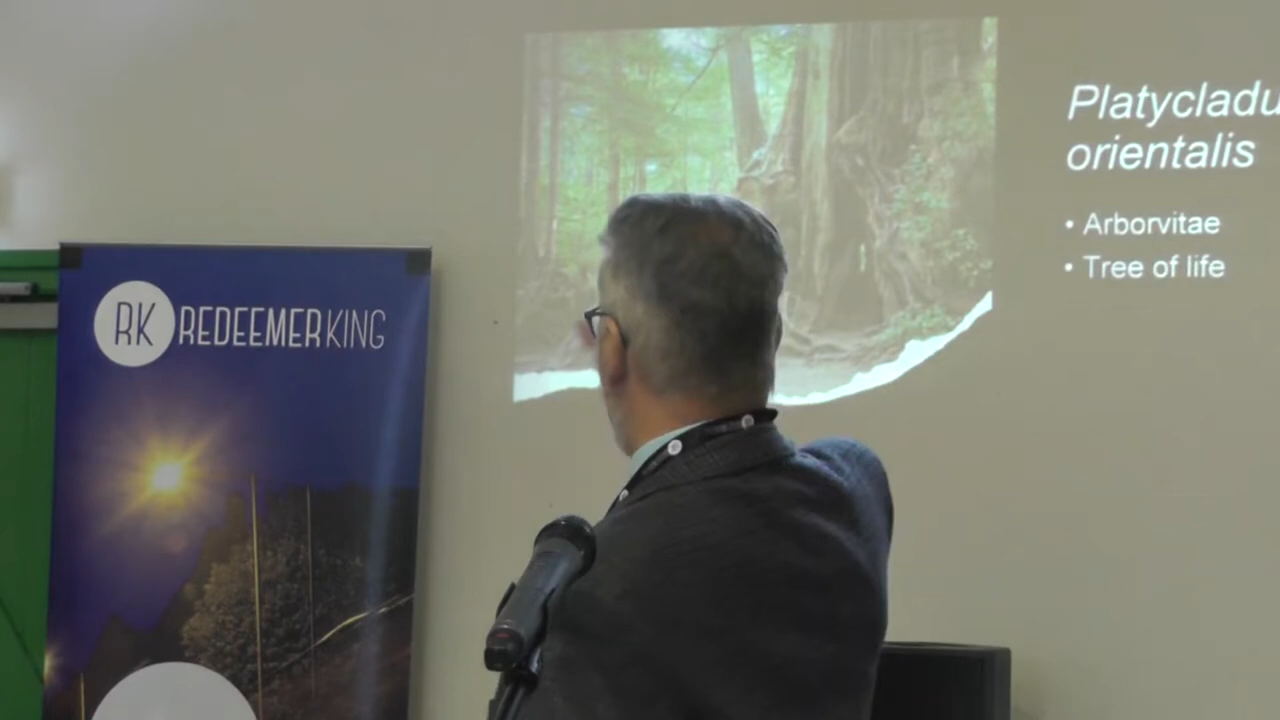 RK REDEEMERKING
Platycladu
orientalis
• Arborvitae
• Tree of life